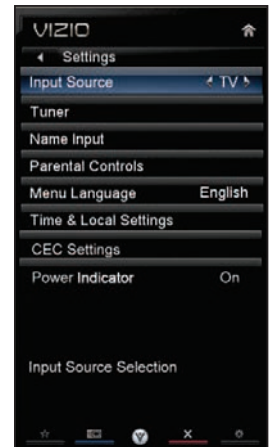 VIZIO
Settings
Input Source TV
Tuner
Name Input
Parental Controls
Menu Language English
Time & Local Settings
CEC Settings
Power Indicator On
Input Source Selection